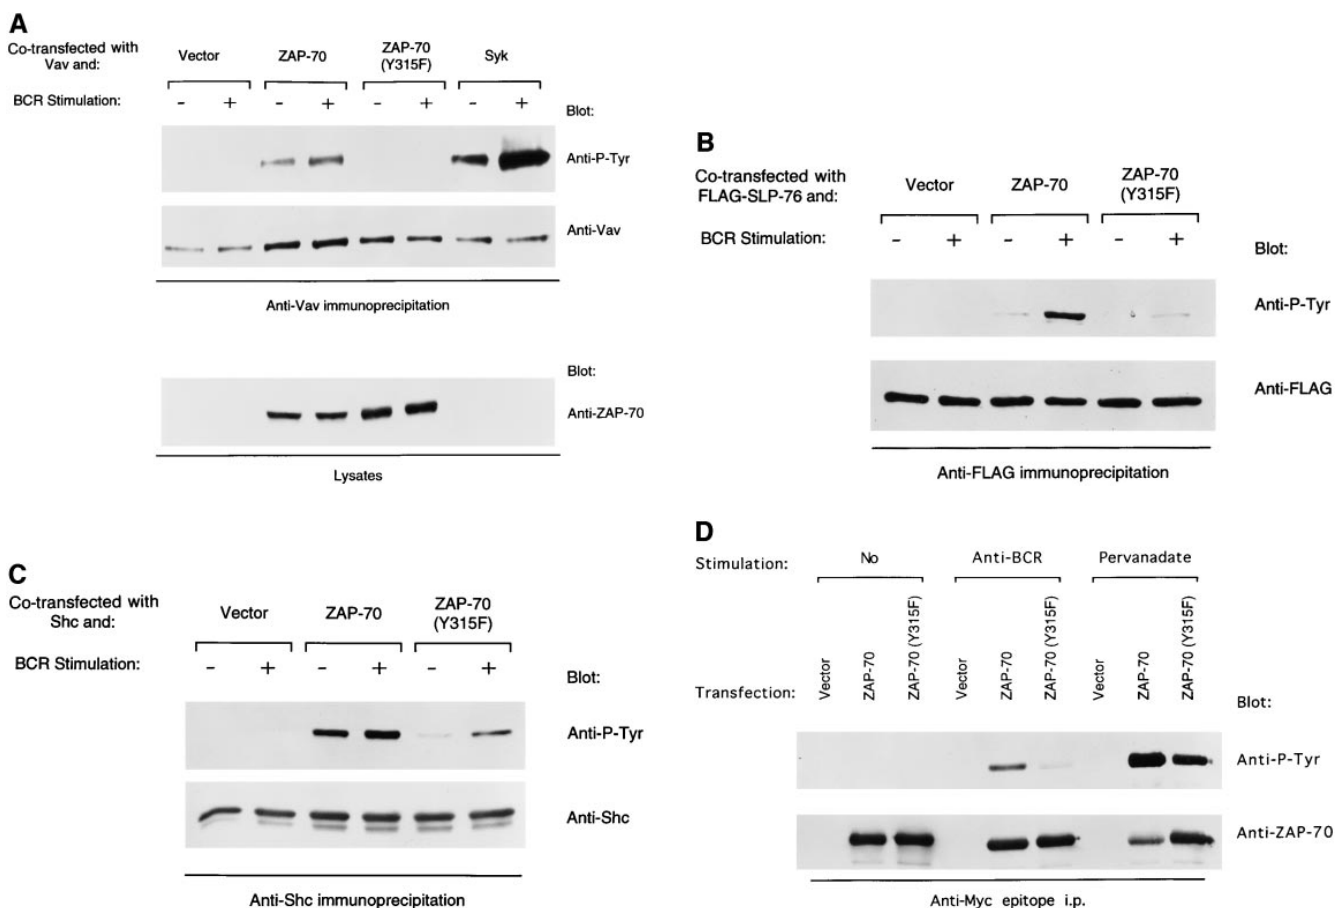 A
Co-transfected with
Vav and:
Vector
ZAP-70
ZAP-70
(Y315F)
Syk
BCR Stimulation:
- + - + - + - +
Blot:
Anti-P-Tyr
Anti-Vav
Anti-Vav immunoprecipitation
Blot:
Anti-ZAP-70
Lysates
B
Co-transfected with
FLAG-SLP-76 and:
Vector
ZAP-70
ZAP-70
(Y315F)
BCR Stimulation:
- + - + - +
Blot:
Anti-P-Tyr
Anti-FLAG
Anti-FLAG immunoprecipitation
C
Co-transfected with
Shc and:
Vector
ZAP-70
ZAP-70
(Y315F)
BCR Stimulation:
- + - + - +
Blot:
Anti-P-Tyr
Anti-Shc
Anti-Shc immunoprecipitation
D
Stimulation:
No
Anti-BCR
Pervanadate
Transfection:
Vector
ZAP-70
ZAP-70 (Y315F)
Vector
ZAP-70
ZAP-70 (Y315F)
Vector
ZAP-70
ZAP-70 (Y315F)
Blot:
Anti-P-Tyr
Anti-ZAP-70
Anti-Myc epitope i.p.